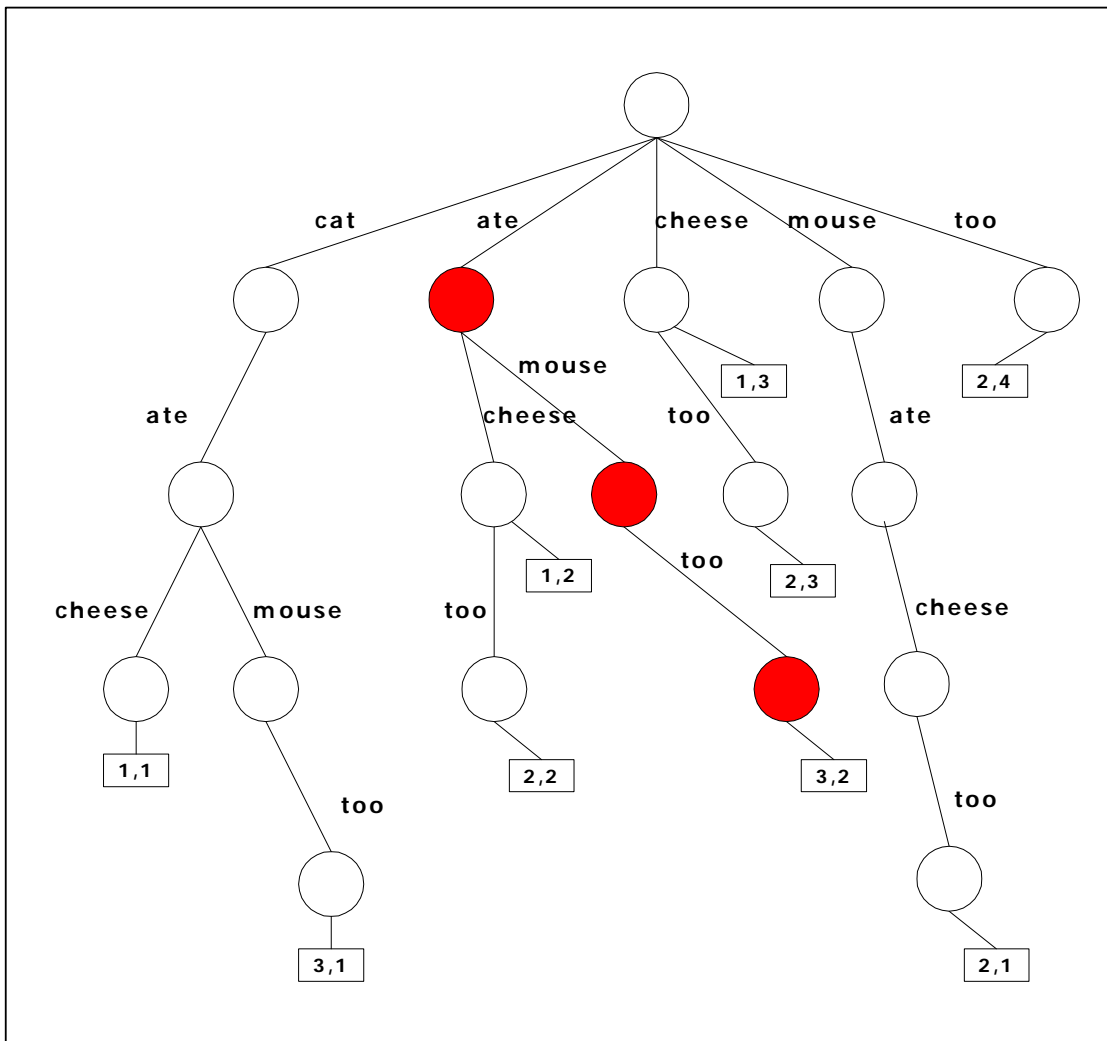 cat
ate
cheese
mouse
too
mouse
1,3
2,4
ate
cheese
too
ate
too
1,2
2,3
cheese
mouse
too
cheese
1,1
2,2
3,2
too
too
3,1
2,1